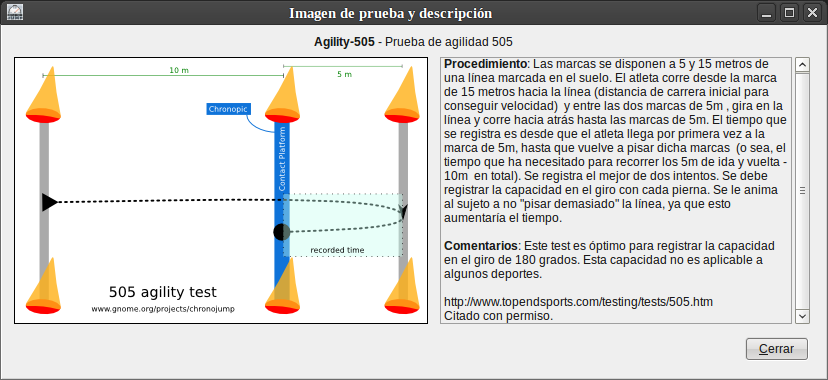 Imagen de prueba y descripción
Agility-505 - Prueba de agilidad 505
10 m
5 m
Chronopic
Contact Platform
recorded time
505 agility test
www.gnome.org/projects/chronojump
Procedimiento: Las marcas se disponen a 5 y 15 metros de
una línea marcada en el suelo. El atleta corre desde la marca
de 15 metros hacia la línea (distancia de carrera inicial para
conseguir velocidad)  y entre las dos marcas de 5m , gira en la
línea y corre hacia atrás hasta las marcas de 5m. El tiempo que
se registra es desde que el atleta llega por primera vez a la
marca de 5m, hasta que vuelve a pisar dicha marcas  (o sea, el
tiempo que ha necesitado para recorrer los 5m de ida y vuelta -
10m  en total). Se registra el mejor de dos intentos. Se debe
registrar la capacidad en el giro con cada pierna. Se le anima
al sujeto a no "pisar demasiado" la línea, ya que esto
aumentaría el tiempo.
Comentarios: Este test es óptimo para registrar la capacidad
en el giro de 180 grados. Esta capacidad no es aplicable a
algunos deportes.
http://www.topendsports.com/testing/tests/505.htm
Citado con permiso.
Cerrar